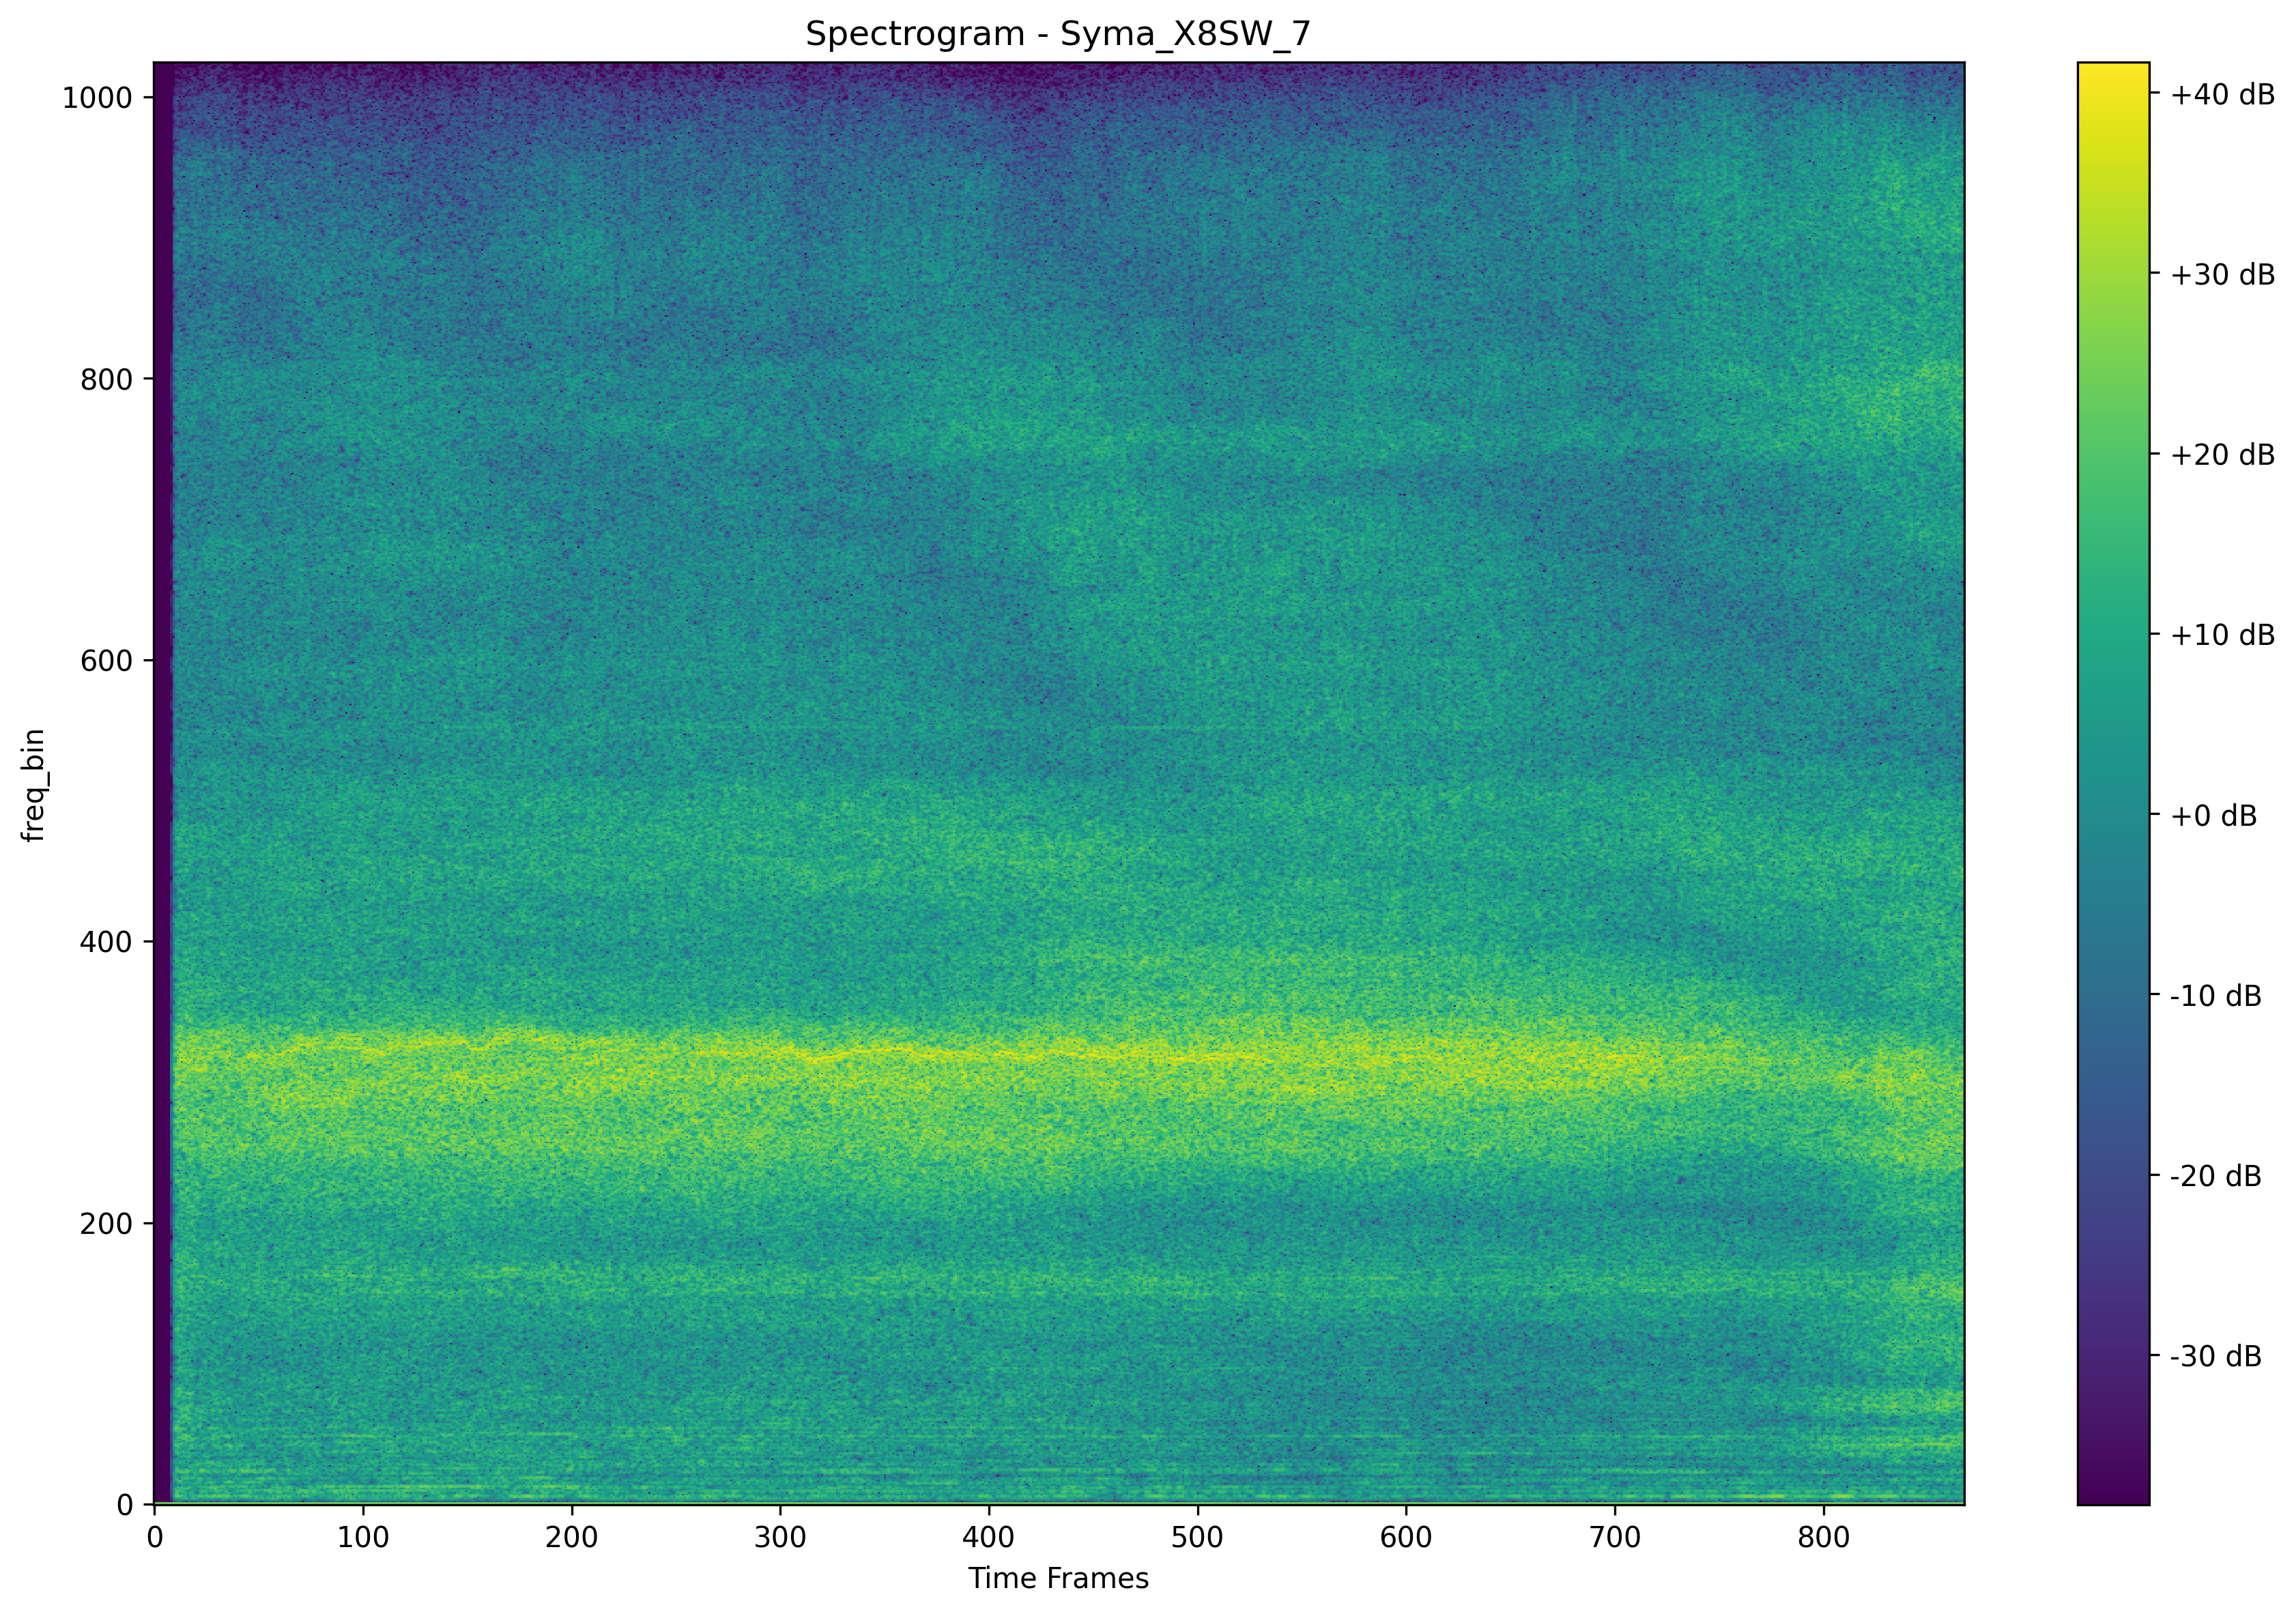 Spectrogram - Syma_X8SW_7
freq_bin
1000
800
600
400
200
0
0 100 200 300 400 500 600 700 800
Time Frames
+40 dB
+30 dB
+20 dB
+10 dB
+0 dB
-10 dB
-20 dB
-30 dB